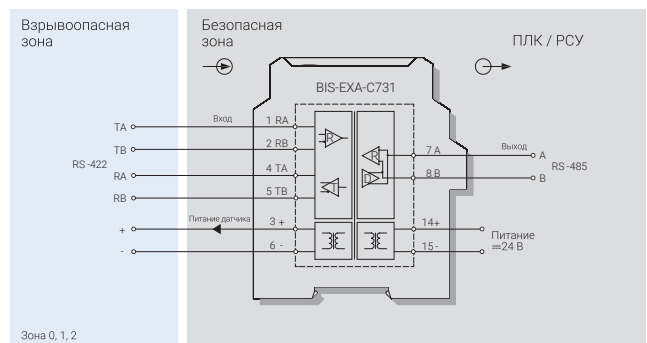 Взрывоопасная
зона
Безопасная
зона
ПЛК / РСУ
BIS-EXA-C731
TA
Вход
1 RA
TB
2 RB
RS-422
RA
4 TA
RB
5 TB
R
T
R
D
7 A
Выход
A
8 B
B
RS-485
+
Питание датчика
3 +
-
6 -
14+
15-
Питание
⎓24 В
Зона 0, 1, 2